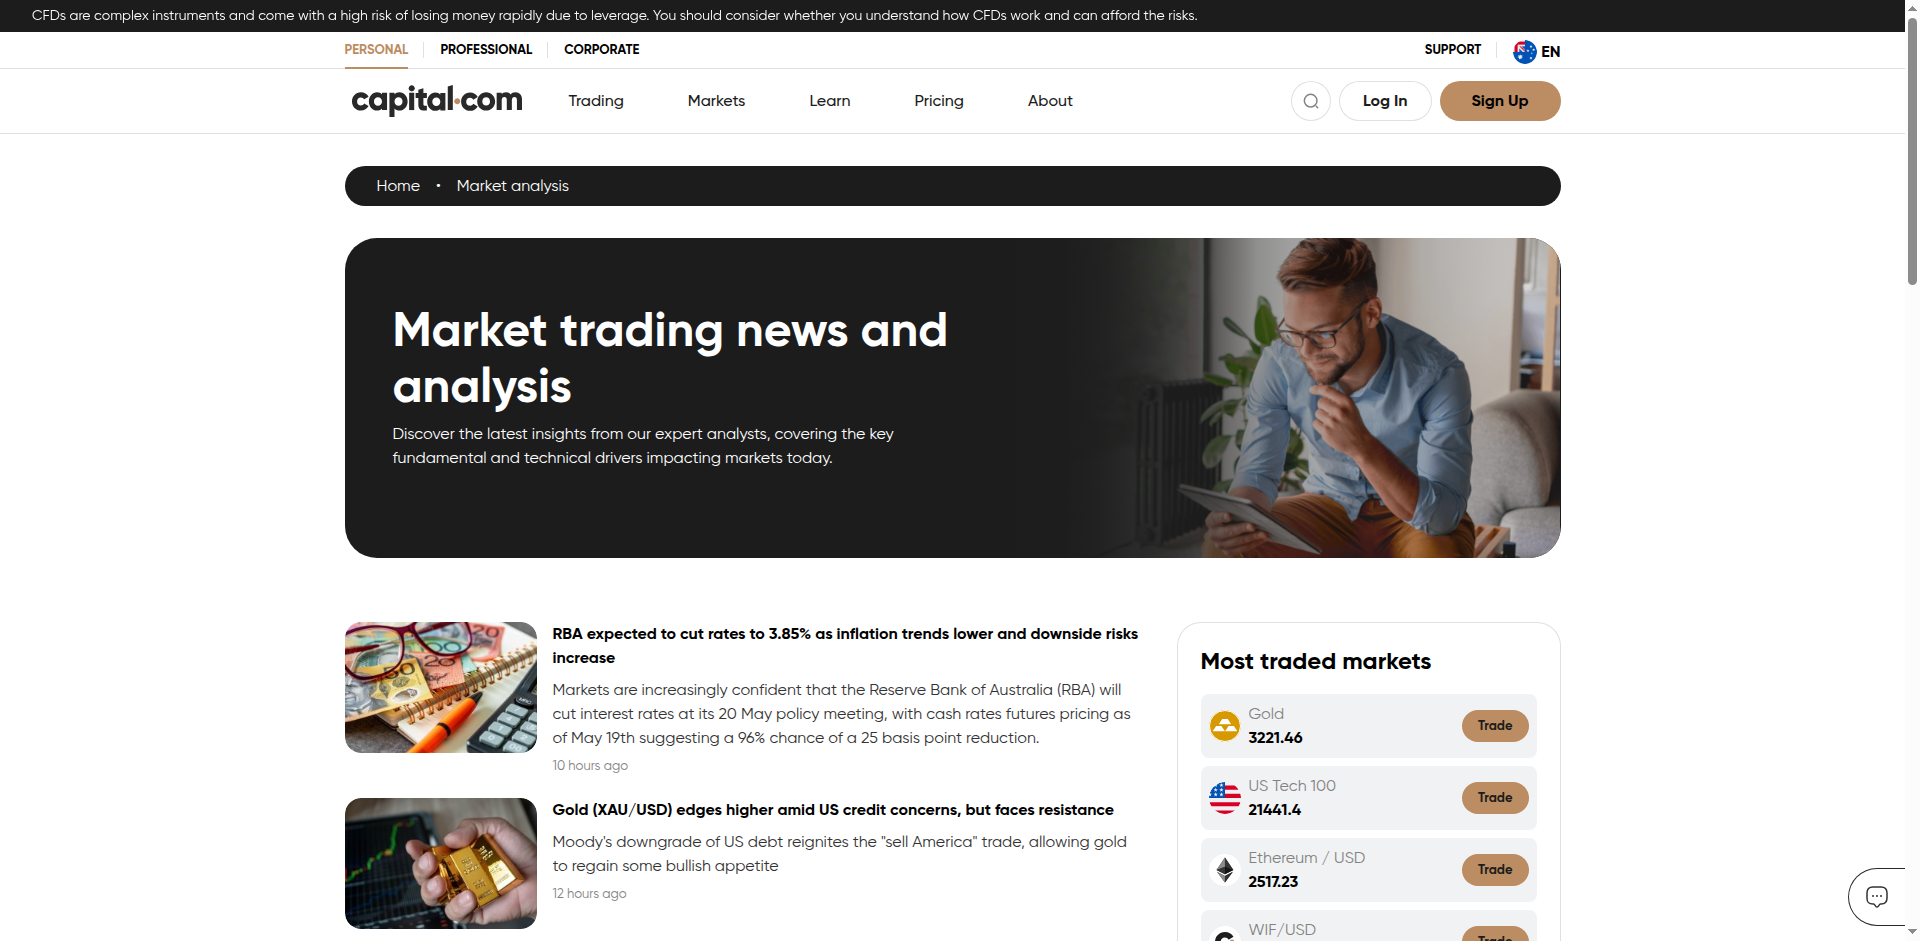 CFDs are complex instruments and come with a high risk of losing money rapidly due to leverage. You should consider whether you understand how CFDs work and can afford the risks.
PERSONAL
PROFESSIONAL
CORPORATE
SUPPORT
EN
capital.com
Trading
Markets
Learn
Pricing
About
Log In
Sign Up
Home • Market analysis
Market trading news and
analysis
Discover the latest insights from our expert analysts, covering the key
fundamental and technical drivers impacting markets today.
RBA expected to cut rates to 3.85% as inflation trends lower and downside risks
increase
Markets are increasingly confident that the Reserve Bank of Australia (RBA) will
cut interest rates at its 20 May policy meeting, with cash rates futures pricing as
of May 19th suggesting a 96% chance of a 25 basis point reduction.
10 hours ago
Gold (XAU/USD) edges higher amid US credit concerns, but faces resistance
Moody's downgrade of US debt reignites the "sell America" trade, allowing gold
to regain some bullish appetite
12 hours ago
Most traded markets
Gold
3221.46
Trade
US Tech 100
21441.4
Trade
Ethereum / USD
2517.23
Trade
WIF/USD
Trade